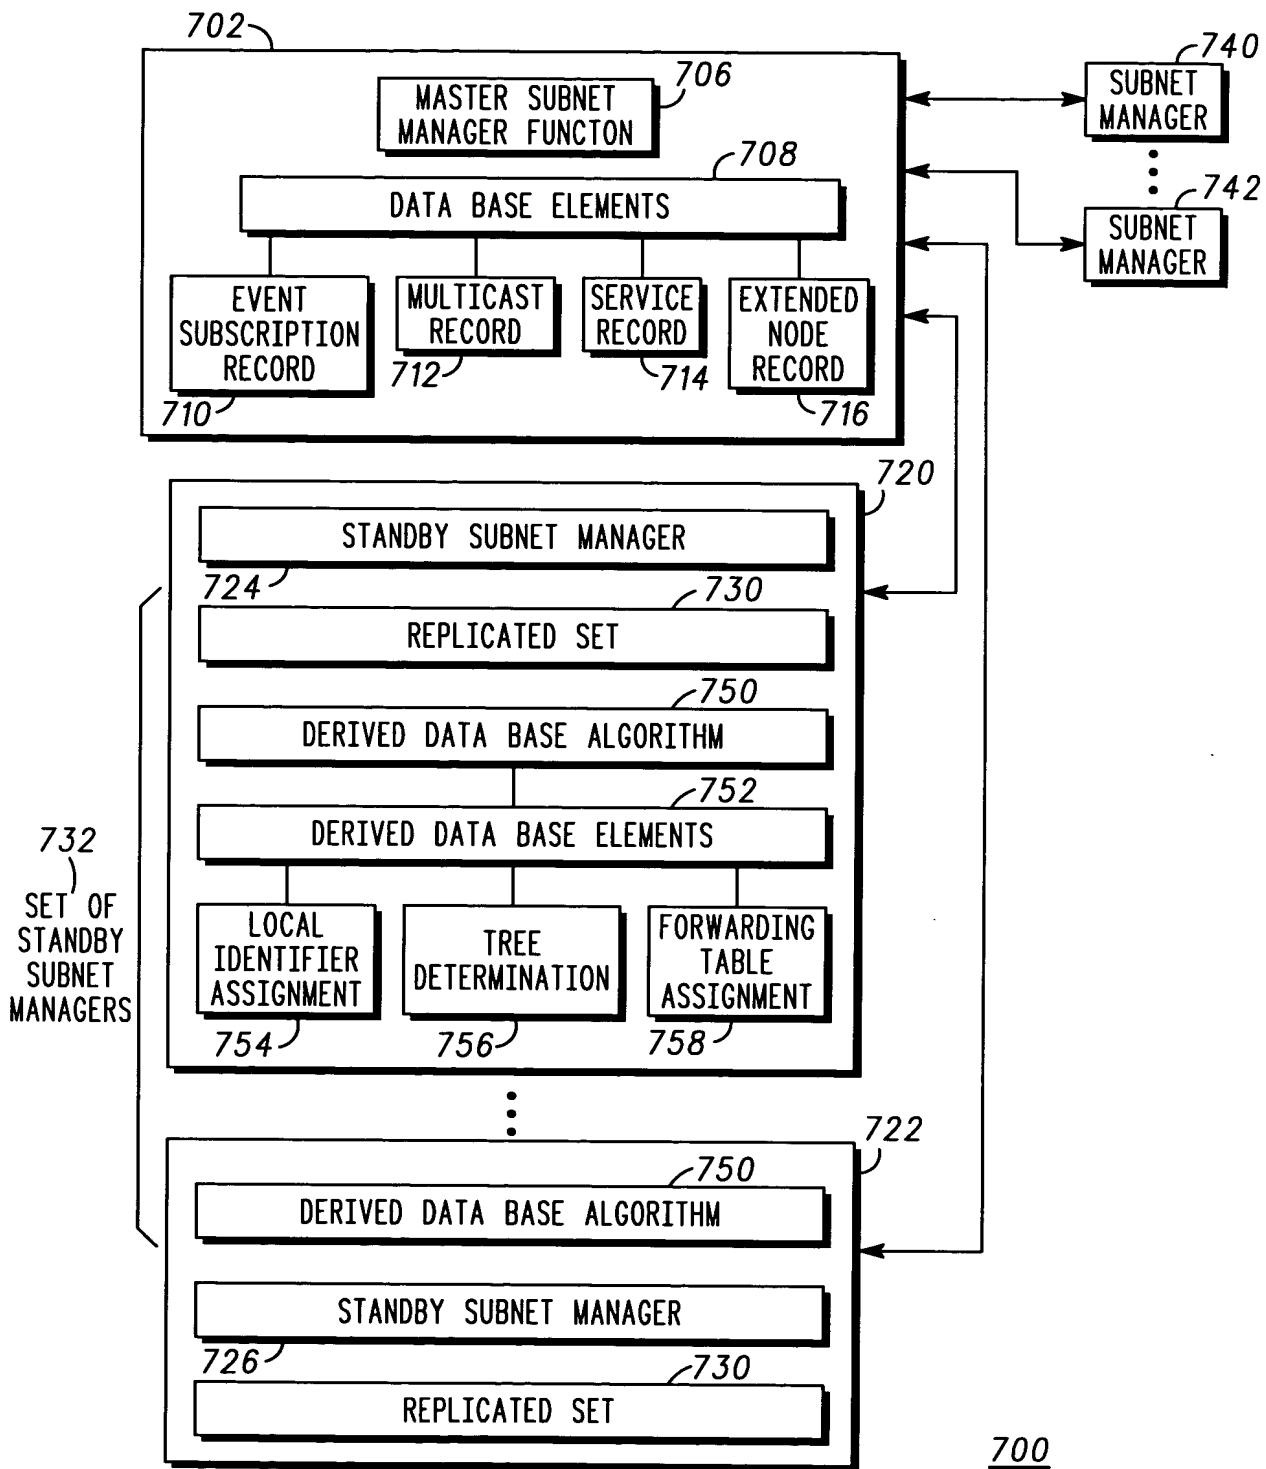 702
706
MASTER SUBNET
MANAGER FUNCTON
708
DATA BASE ELEMENTS
EVENT
SUBSCRIPTION
RECORD
710
MULTICAST
RECORD
712
SERVICE
RECORD
714
EXTENDED
NODE
RECORD
716
740
SUBNET
MANAGER
742
SUBNET
MANAGER
720
STANDBY SUBNET MANAGER
724
730
REPLICATED SET
750
DERIVED DATA BASE ALGORITHM
752
DERIVED DATA BASE ELEMENTS
LOCAL
IDENTIFIER
ASSIGNMENT
754
TREE
DETERMINATION
756
FORWARDING
TABLE
ASSIGNMENT
758
732
SET OF
STANDBY
SUBNET
MANAGERS
722
750
DERIVED DATA BASE ALGORITHM
STANDBY SUBNET MANAGER
726
730
REPLICATED SET
700